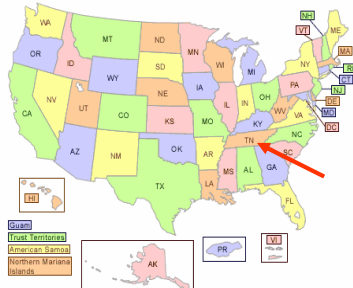 NH
VT
ME
WA
MT
ND
MN
MA
OR
ID
WI
NY
R
SD
MI
CT
WY
IA
PA
NJ
NE
OH
DE
NV
UT
IL
IN
WV
MD
CA
CO
KS
MO
KY
VA
DC
TN
NC
AZ
NM
OK
AR
SC
MS
AL
GA
TX
LA
FL
HI
Guam
Trust Territories
American Samoa
Northern Mariana
Islands
AK
PR
VI